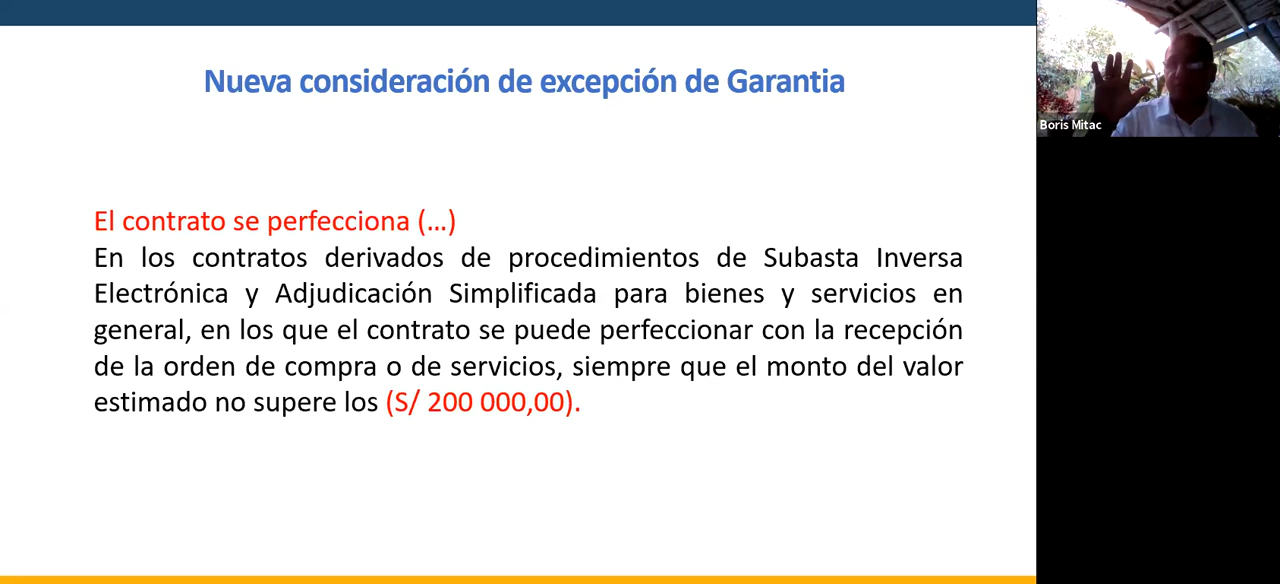 Nueva consideración de excepción de Garantia
El contrato se perfecciona (...)
En los contratos derivados de procedimientos de Subasta Inversa
Electrónica y Adjudicación Simplificada para bienes y servicios en
general, en los que el contrato se puede perfeccionar con la recepción
de la orden de compra o de servicios, siempre que el monto del valor
estimado no supere los (S/ 200 000,00).
Boris Mitac